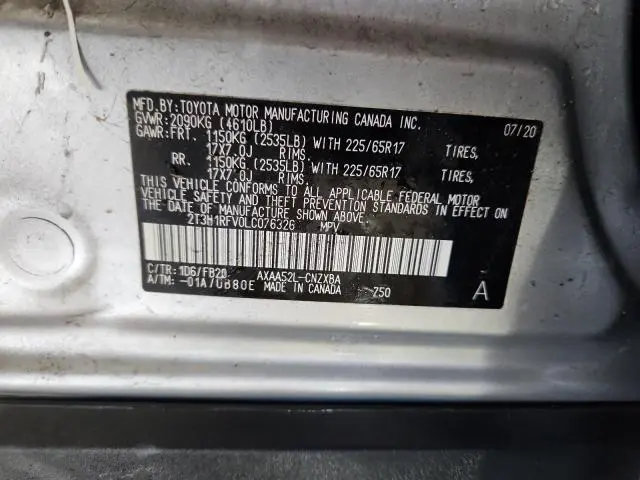 MFD.BY: TOYOTA MOTOR MANUFACTURING CANADA INC. 07/20
GVWR: 2090KG (4610LB)
GAWR: FRT. 1150KG (2535LB) WITH 225/65R17 TIRES,
17X7.0J RIMS.
RR. 1150KG (2535LB) WITH 225/65R17 TIRES,
17X7.0J RIMS.
THIS VEHICLE CONFORMS TO ALL APPLICABLE FEDERAL MOTOR
VEHICLE SAFETY AND THEFT PREVENTION STANDARDS IN EFFECT ON
THE DATE OF MANUFACTURE SHOWN ABOVE.
2T3H1RFV0LC076326 MPV
C/TR: 1D6/FB20 AXAA52L-CNZXBA
A/TM: -01A/UB80E MADE IN CANADA 250 A